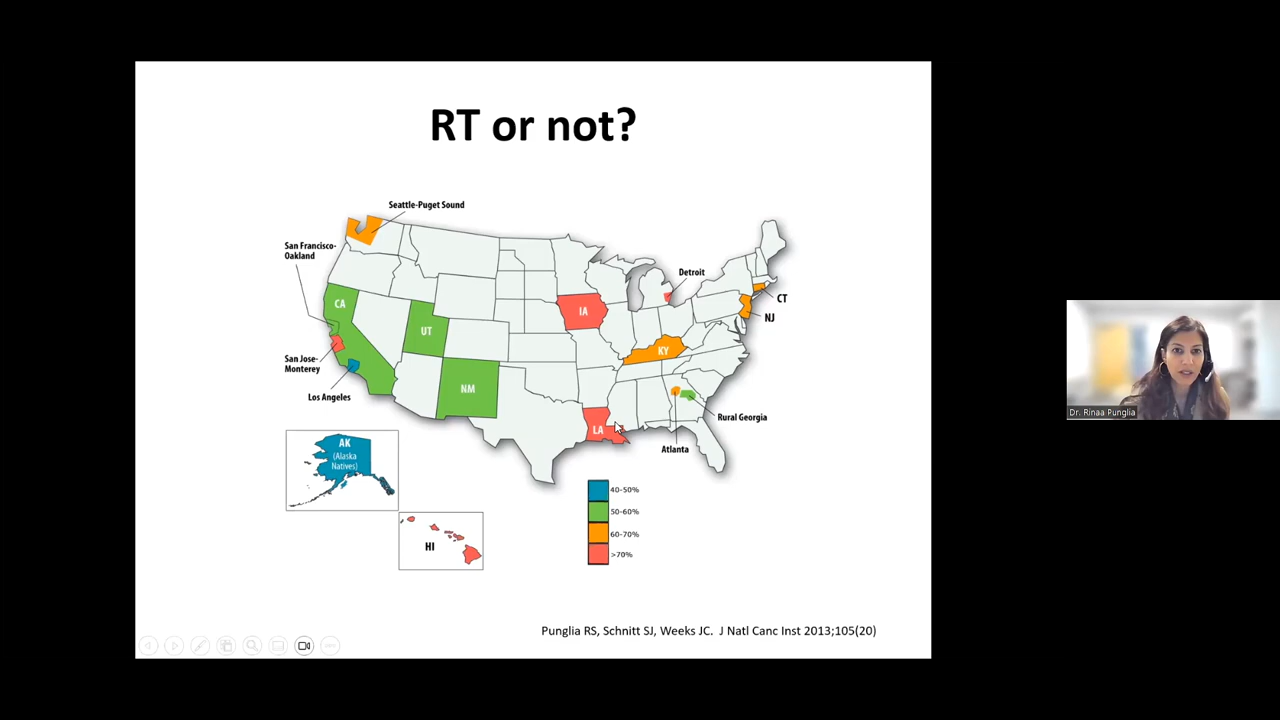 RT or not?
Seattle-Puget Sound
San Francisco-
Oakland
Detroit
CA
UT
IA
CT
NJ
KY
San Jose-
Monterey
NM
Los Angeles
LA
Rural Georgia
Atlanta
AK
(Alaska
Natives)
HI
40-50%
50-60%
60-70%
>70%
Punglia RS, Schnitt SJ, Weeks JC. J Natl Canc Inst 2013;105(20)
Dr. Rinaa Punglia